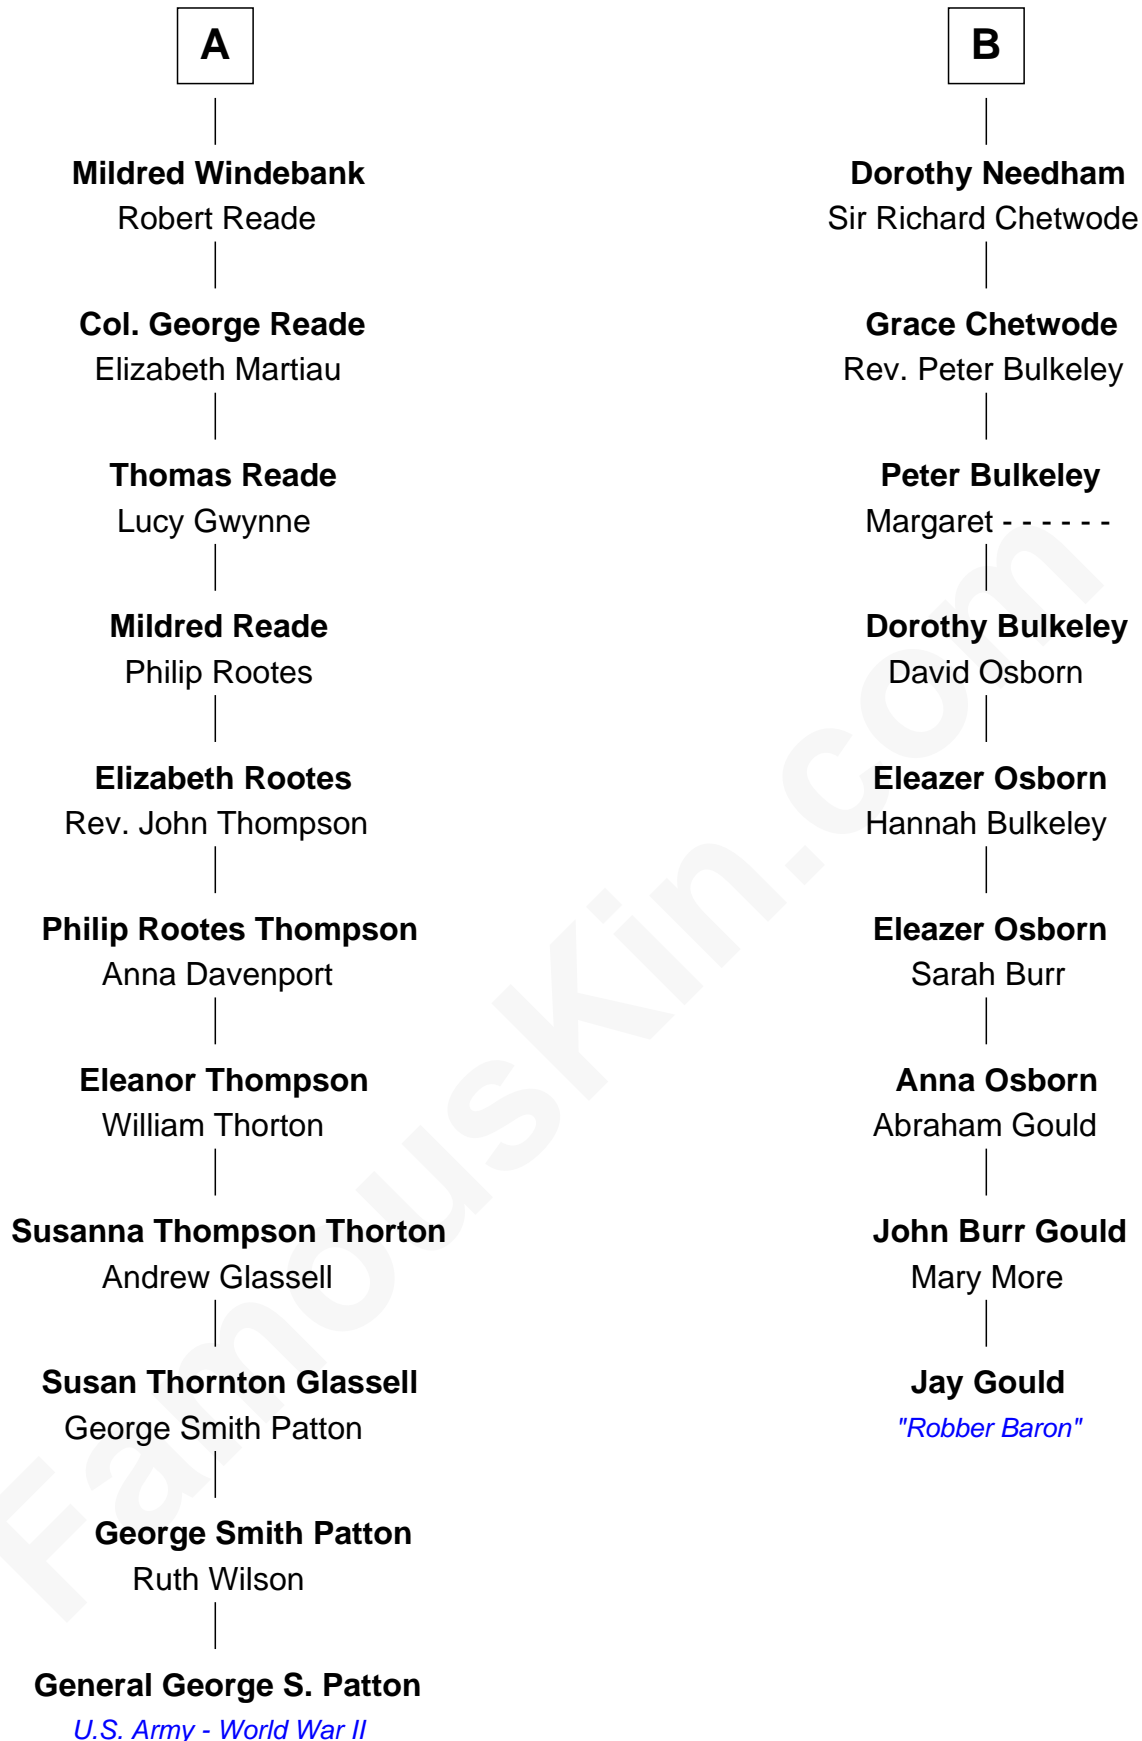 A
Mildred Windebank
Robert Reade
Col. George Reade
Elizabeth Martiau
Thomas Reade
Lucy Gwynne
Mildred Reade
Philip Rootes
Elizabeth Rootes
Rev. John Thompson
Philip Rootes Thompson
Anna Davenport
Eleanor Thompson
William Thorton
Susanna Thompson Thorton
Andrew Glassell
Susan Thornton Glassell
George Smith Patton
George Smith Patton
Ruth Wilson
General George S. Patton
U.S. Army - World War II
B
Dorothy Needham
Sir Richard Chetwode
Grace Chetwode
Rev. Peter Bulkeley
Peter Bulkeley
Margaret - - - - - -
Dorothy Bulkeley
David Osborn
Eleazer Osborn
Hannah Bulkeley
Eleazer Osborn
Sarah Burr
Anna Osborn
Abraham Gould
John Burr Gould
Mary More
Jay Gould
"Robber Baron"
FamousKin.com